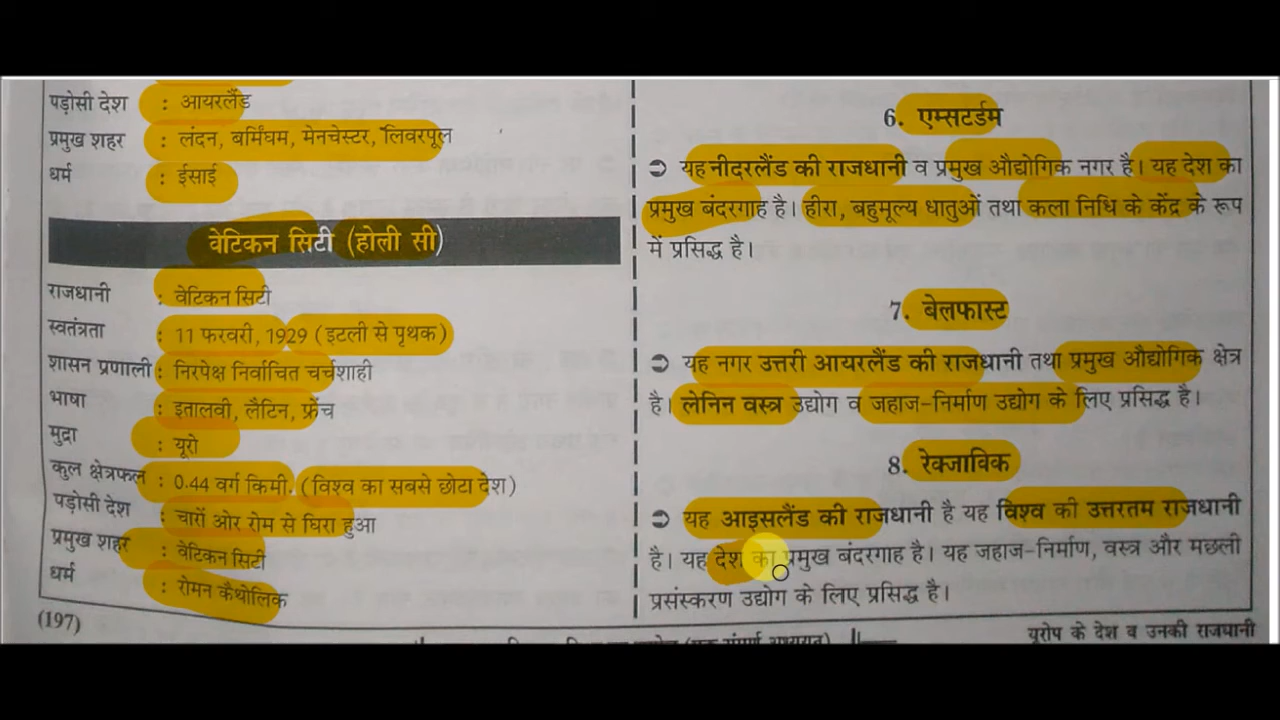 पड़ोसी देश : आयरलैंड
प्रमुख शहर : लंदन, बर्मिंघम, मेनचेस्टर, लिवरपूल
धर्म : ईसाई
वेटिकन सिटी (होली सी)
राजधानी : वेटिकन सिटी
स्वतंत्रता : 11 फरवरी, 1929 (इटली से पृथक)
शासन प्रणाली : निरपेक्ष निर्वाचित चर्चशाही
भाषा : इतालवी, लैटिन, फ्रेंच
मुद्रा : यूरो
कुल क्षेत्रफल : 0.44 वर्ग किमी. (विश्व का सबसे छोटा देश)
पड़ोसी देश : चारों ओर रोम से घिरा हुआ
प्रमुख शहर : वेटिकन सिटी
धर्म : रोमन कैथोलिक
(197)
6. एम्सटर्डम
➲ यह नीदरलैंड की राजधानी व प्रमुख औद्योगिक नगर है। यह देश का
प्रमुख बंदरगाह है। हीरा, बहुमूल्य धातुओं तथा कला निधि के केंद्र के रूप
में प्रसिद्ध है।
7. बेलफास्ट
➲ यह नगर उत्तरी आयरलैंड की राजधानी तथा प्रमुख औद्योगिक क्षेत्र
है। लेनिन वस्त्र उद्योग व जहाज-निर्माण उद्योग के लिए प्रसिद्ध है।
8. रेक्जाविक
➲ यह आइसलैंड की राजधानी है यह विश्व की उत्तरतम राजधानी
है। यह देश का प्रमुख बंदरगाह है। यह जहाज-निर्माण, वस्त्र और मछली
प्रसंस्करण उद्योग के लिए प्रसिद्ध है।
यूरोप के देश व उनकी राजधानी